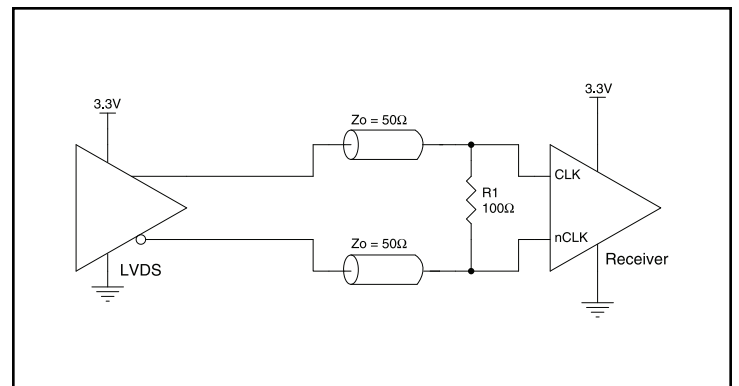 3.3V
3.3V
Zo = 50Ω
CLK
R1
100Ω
nCLK
Zo = 50Ω
LVDS
Receiver